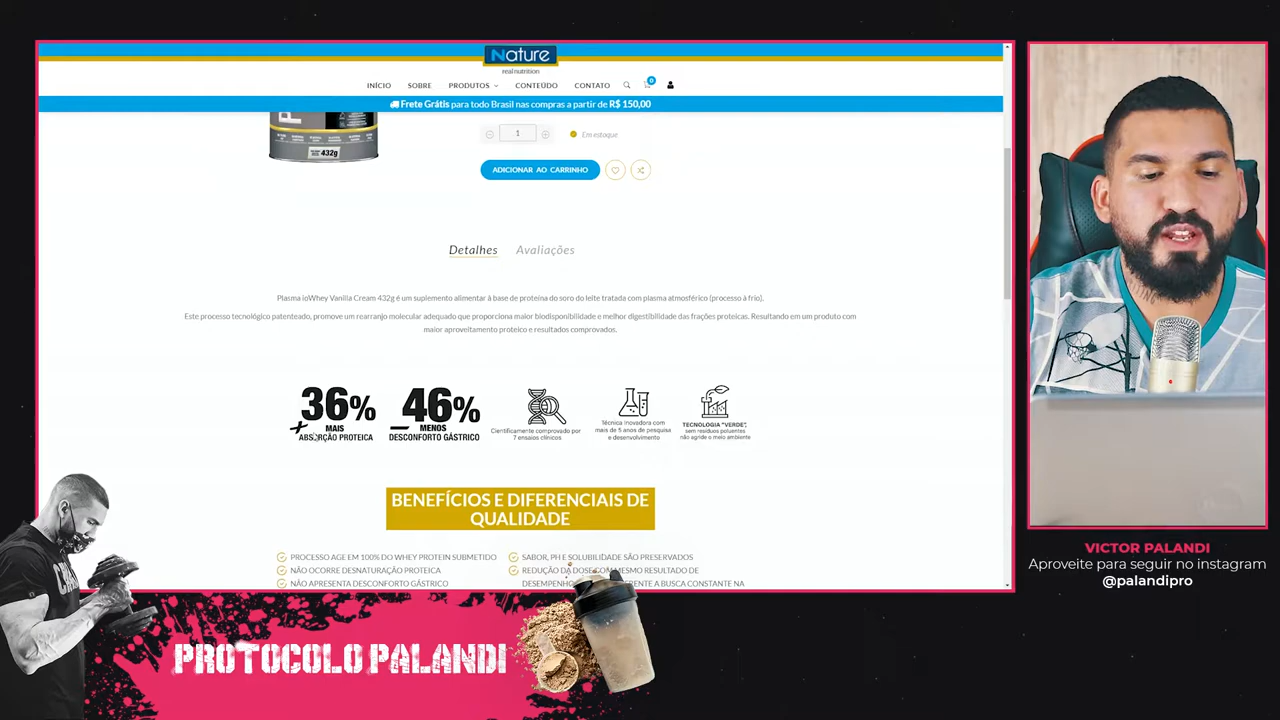 Nature
real nutrition
INÍCIO SOBRE PRODUTOS CONTEÚDO CONTATO 0
Frete Grátis para todo Brasil nas compras a partir de R$ 150,00
432g
1 Em estoque
ADICIONAR AO CARRINHO
Detalhes Avaliações
Plasma ioWhey Vanilla Cream 432g é um suplemento alimentar à base de proteína do soro do leite tratada com plasma atmosférico (processo à frio).
Este processo tecnológico patenteado, promove um rearranjo molecular adequado que proporciona maior biodisponibilidade e melhor digestibilidade das frações proteicas. Resultando em um produto com
maior aproveitamento proteico e resultados comprovados.
+ 36%
MAIS
ABSORÇÃO PROTEICA
- 46%
MENOS
DESCONFORTO GÁSTRICO
Cientificamente comprovado por
7 ensaios clínicos
Técnica inovadora com
mais de 5 anos de pesquisa
e desenvolvimento
TECNOLOGIA "VERDE",
sem resíduos poluentes
não agride o meio ambiente
BENEFÍCIOS E DIFERENCIAIS DE
QUALIDADE
PROCESSO AGE EM 100% DO WHEY PROTEIN SUBMETIDO
NÃO OCORRE DESNATURAÇÃO PROTEICA
NÃO APRESENTA DESCONFORTO GÁSTRICO
SABOR, PH E SOLUBILIDADE SÃO PRESERVADOS
REDUÇÃO DA DOSE COM MESMO RESULTADO DE
FRENTE A BUSCA CONSTANTE NA
PROTOCOLO PALANDI
VICTOR PALANDI
Aproveite para seguir no instagram
@palandipro